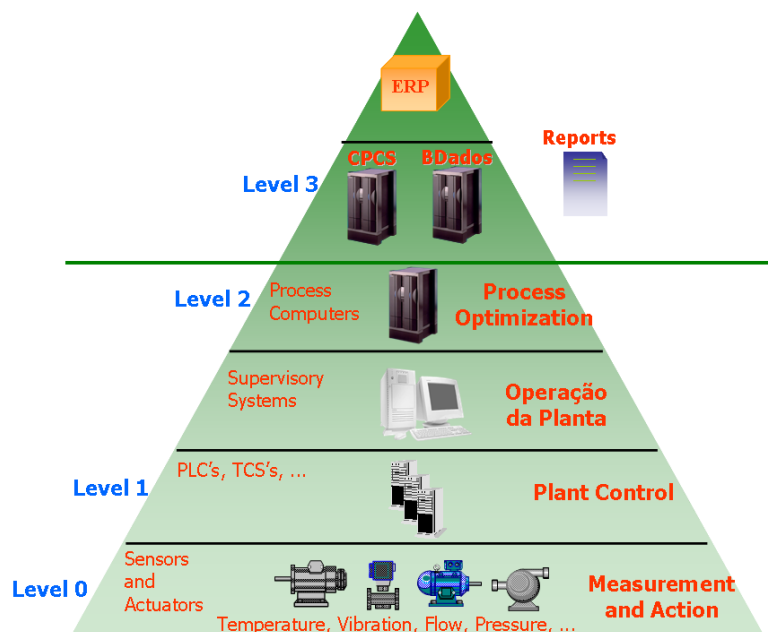 ERP
Reports
CPCS BDados
Level 3
Level 2
Process
Computers
Process
Optimization
Supervisory
Systems
Operação
da Planta
PLC's, TCS's, ...
Level 1
Plant Control
Sensors
and
Actuators
Level 0
Measurement
and Action
Temperature, Vibration, Flow, Pressure, ...